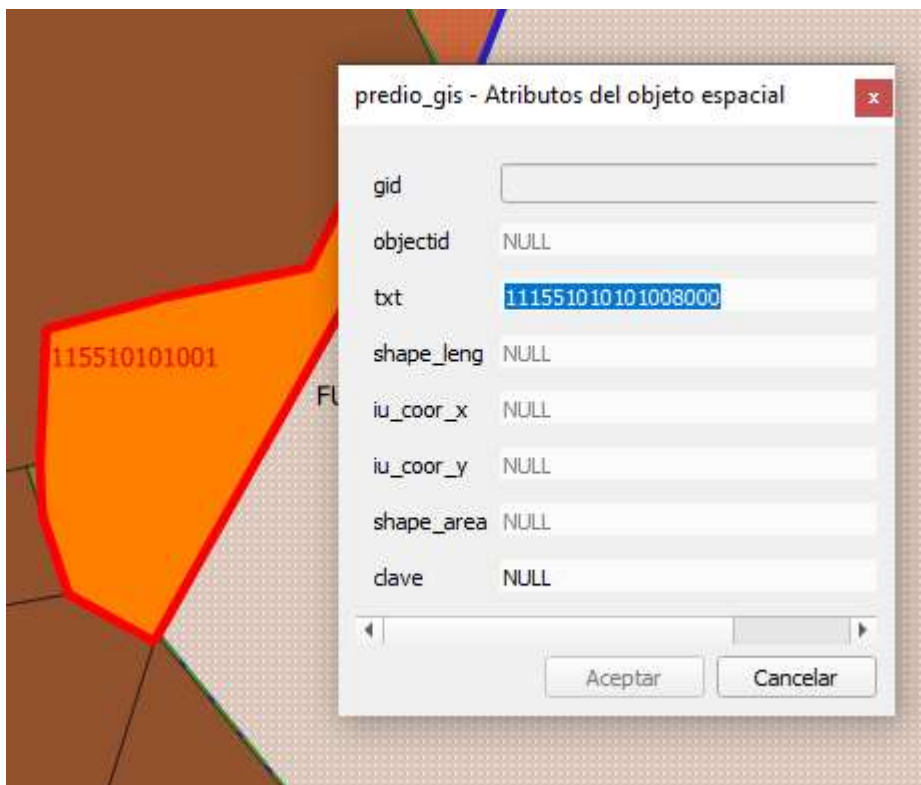 predio_gis - Atributos del objeto espacial
x
gid
objectid NULL
txt 111551010101008000
shape_leng NULL
iu_coor_x NULL
iu_coor_y NULL
shape_area NULL
clave NULL
Aceptar Cancelar
115510101001